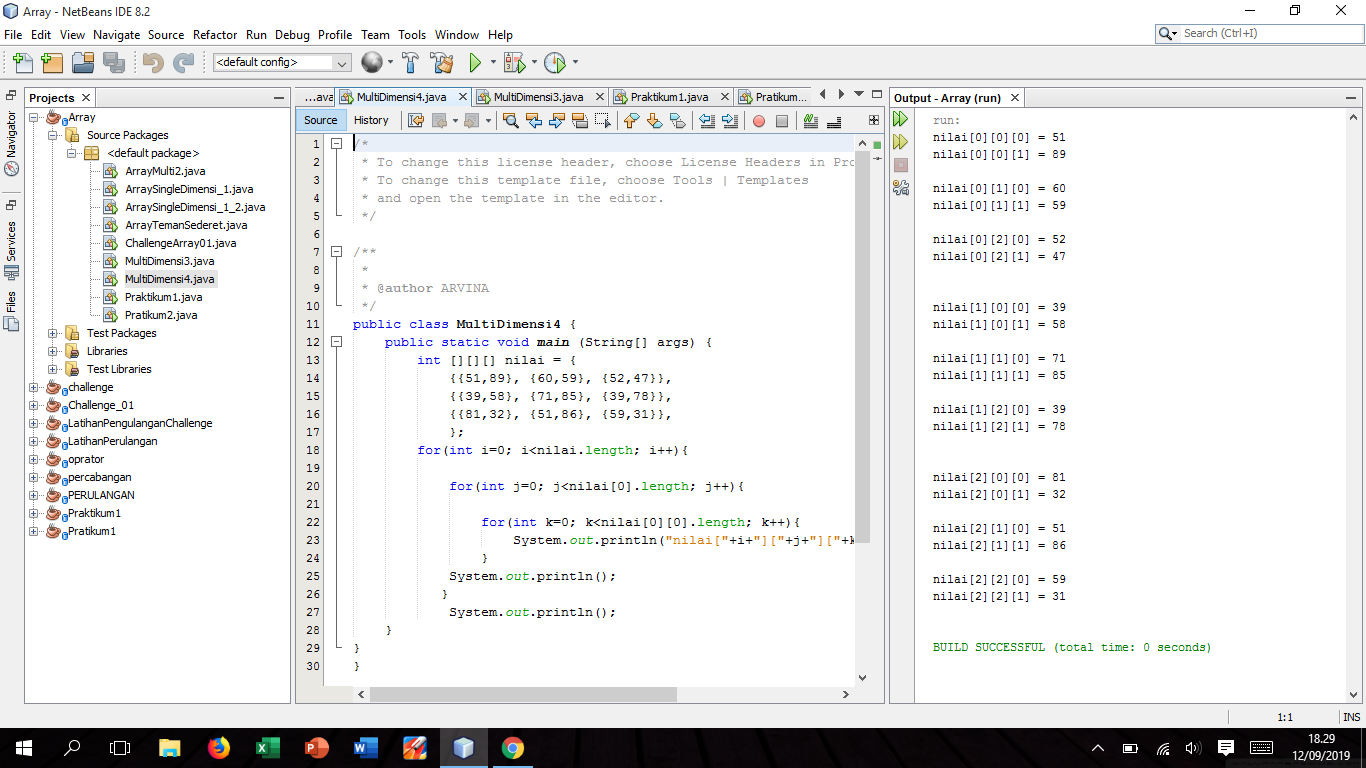 Array - NetBeans IDE 8.2
File Edit View Navigate Source Refactor Run Debug Profile Team Tools Window Help
Search (Ctrl+I)
<default config>
Navigator
Services
Files
Projects
Array
Source Packages
<default package>
ArrayMulti2.java
ArraySingleDimensi_1.java
ArraySingleDimensi_1_2.java
ArrayTemanSederet.java
ChallengeArray01.java
MultiDimensi3.java
MultiDimensi4.java
Praktikum1.java
Pratikum2.java
Test Packages
Libraries
Test Libraries
challenge
Challenge_01
LatihanPengulanganChallenge
LatihanPerulangan
oprator
percabangan
PERULANGAN
Praktikum1
Pratikum1
...ava MultiDimensi4.java MultiDimensi3.java Praktikum1.java Pratikum...
Source History
1 /*
2 * To change this license header, choose License Headers in Pro
3 * To change this template file, choose Tools | Templates
4 * and open the template in the editor.
5 */
6
7 /**
8 *
9 * @author ARVINA
10 */
11 public class MultiDimensi4 {
12 public static void main (String[] args) {
13 int [][][] nilai = {
14 {{51,89}, {60,59}, {52,47}},
15 {{39,58}, {71,85}, {39,78}},
16 {{81,32}, {51,86}, {59,31}},
17 };
18 for(int i=0; i<nilai.length; i++){
19
20 for(int j=0; j<nilai[0].length; j++){
21
22 for(int k=0; k<nilai[0][0].length; k++){
23 System.out.println("nilai["+i+"]["+j+"]["+k
24 }
25 System.out.println();
26 }
27 System.out.println();
28 }
29 }
30 }
Output - Array (run)
run:
nilai[0][0][0] = 51
nilai[0][0][1] = 89
nilai[0][1][0] = 60
nilai[0][1][1] = 59
nilai[0][2][0] = 52
nilai[0][2][1] = 47
nilai[1][0][0] = 39
nilai[1][0][1] = 58
nilai[1][1][0] = 71
nilai[1][1][1] = 85
nilai[1][2][0] = 39
nilai[1][2][1] = 78
nilai[2][0][0] = 81
nilai[2][0][1] = 32
nilai[2][1][0] = 51
nilai[2][1][1] = 86
nilai[2][2][0] = 59
nilai[2][2][1] = 31
BUILD SUCCESSFUL (total time: 0 seconds)
1:1 INS
18.29
12/09/2019